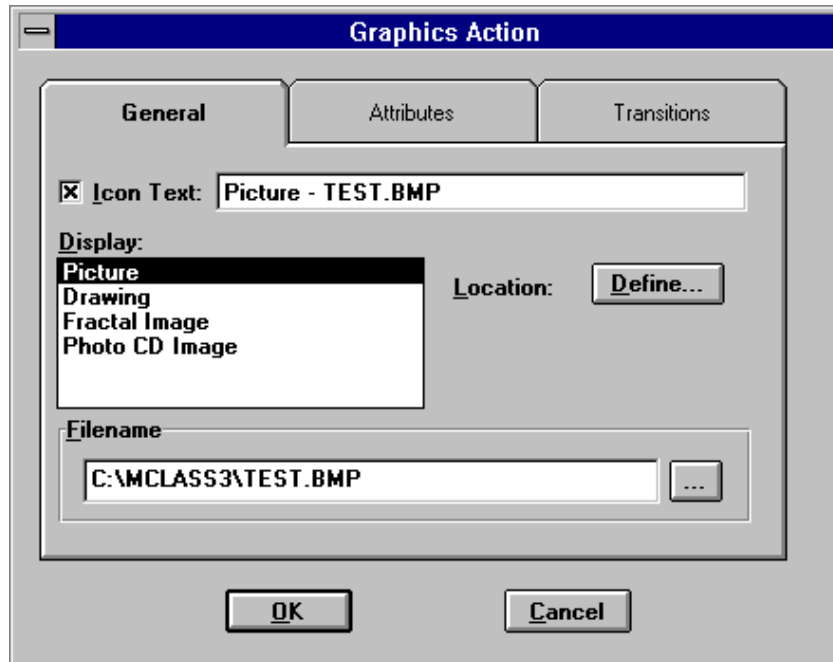 Graphics Action
General Attributes Transitions
Icon Text: Picture - TEST.BMP
Display:
Picture
Drawing
Fractal Image
Photo CD Image
Location: Define...
Filename
C:\MCLASS3\TEST.BMP ...
OK Cancel